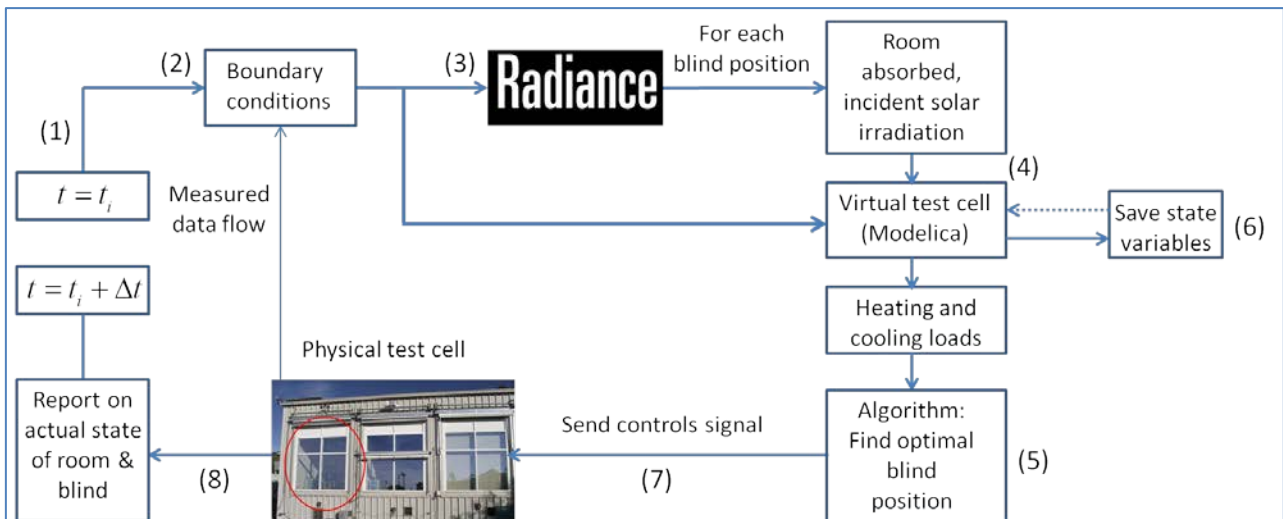 (1)
t = tᵢ
(2)
Boundary
conditions
(3)
Radiance
For each
blind position
Room
absorbed,
incident solar
irradiation
(4)
Measured
data flow
Virtual test cell
(Modelica)
Save state
variables
(6)
t = tᵢ + Δt
Heating and
cooling loads
Physical test cell
Report on
actual state
of room &
blind
(8)
Send controls signal
(7)
Algorithm:
Find optimal
blind
position
(5)